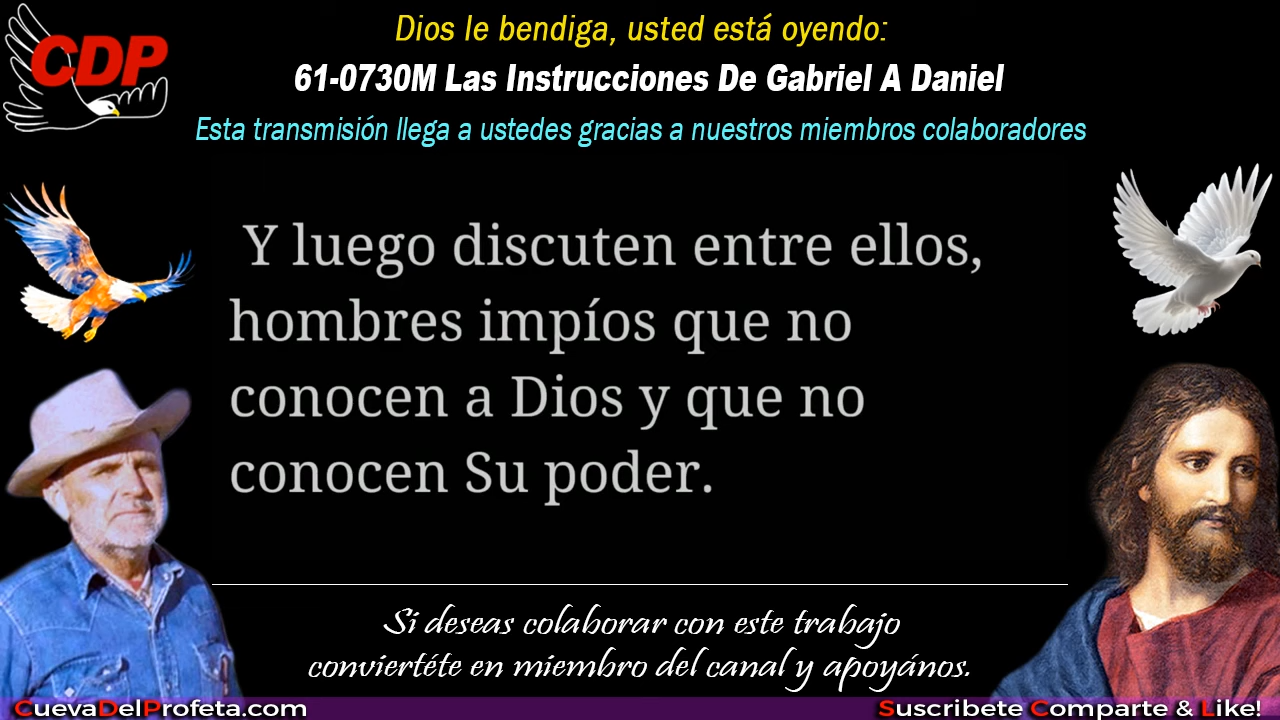 CDP
Dios le bendiga, usted está oyendo:
61-0730M Las Instrucciones De Gabriel A Daniel
Esta transmisión llega a ustedes gracias a nuestros miembros colaboradores
Y luego discuten entre ellos,
hombres impíos que no
conocen a Dios y que no
conocen Su poder.
Si deseas colaborar con este trabajo
conviertéte en miembro del canal y apoyános.
CuevaDelProfeta.com
Suscribete Comparte & Like!